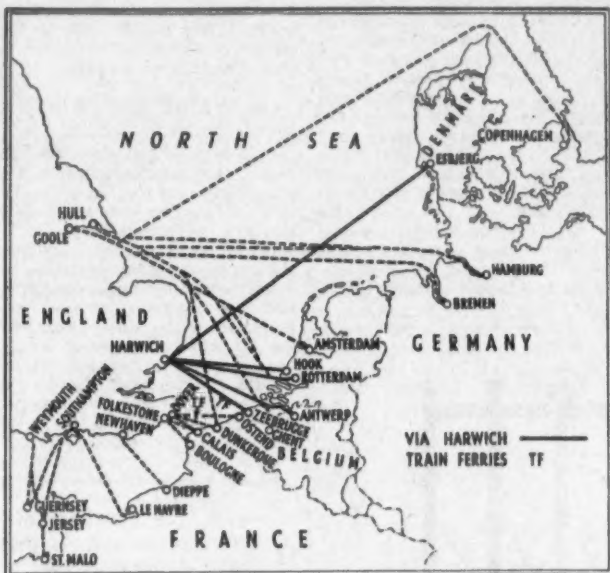 NORTH SEA
DENMARK
COPENHAGEN
ESBJERG
HULL
GOOLE
HAMBURG
BREMEN
ENGLAND
AMSTERDAM
GERMANY
HARWICH
HOOK
ROTTERDAM
WEYMOUTH
SOUTHAMPTON
DOVER
TF
FOLKESTONE
NEWHAVEN
ANTWERP
ZEEBRUGGE
GHENT
OSTEND
DUNKERQUE
BELGIUM
CALAIS
BOULOGNE
VIA HARWICH
TRAIN FERRIES TF
DIEPPE
GUERNSEY
LE HAVRE
JERSEY
FRANCE
ST. MALO